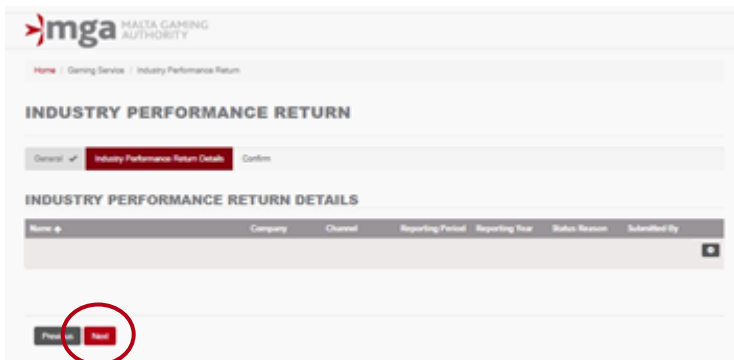 mga MALTA GAMING
AUTHORITY
Home / Gaming Service / Industry Performance Return
INDUSTRY PERFORMANCE RETURN
General Industry Performance Return Details Confirm
INDUSTRY PERFORMANCE RETURN DETAILS
Name Company Channel Reporting Period Reporting Year Status Reason Submitted By
Previous Next